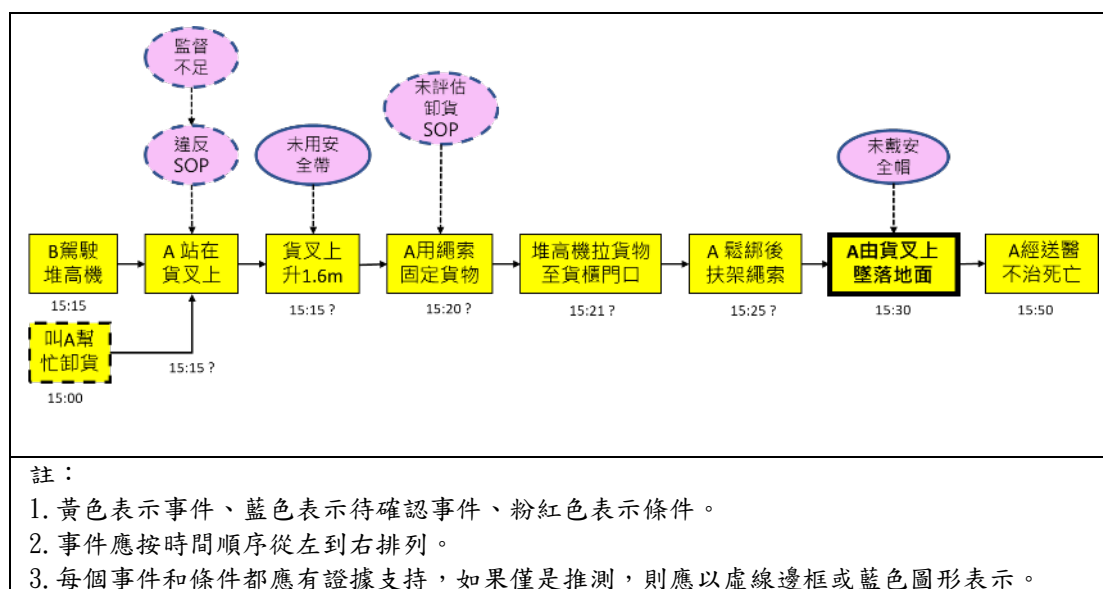 監督
不足
違反
SOP
未用安
全帶
未評估
卸貨
SOP
未戴安
全帽
B駕駛
堆高機
15:15
A 站在
貨叉上
15:15 ?
貨叉上
升1.6m
15:15 ?
A用繩索
固定貨物
15:20 ?
堆高機拉貨物
至貨櫃門口
15:21 ?
A 鬆綁後
扶架繩索
15:25 ?
A由貨叉上
墜落地面
15:30
A經送醫
不治死亡
15:50
叫A幫
忙卸貨
15:00
註：
1.黃色表示事件、藍色表示待確認事件、粉紅色表示條件。
2.事件應按時間順序從左到右排列。
3.每個事件和條件都應有證據支持，如果僅是推測，則應以虛線邊框或藍色圖形表示。